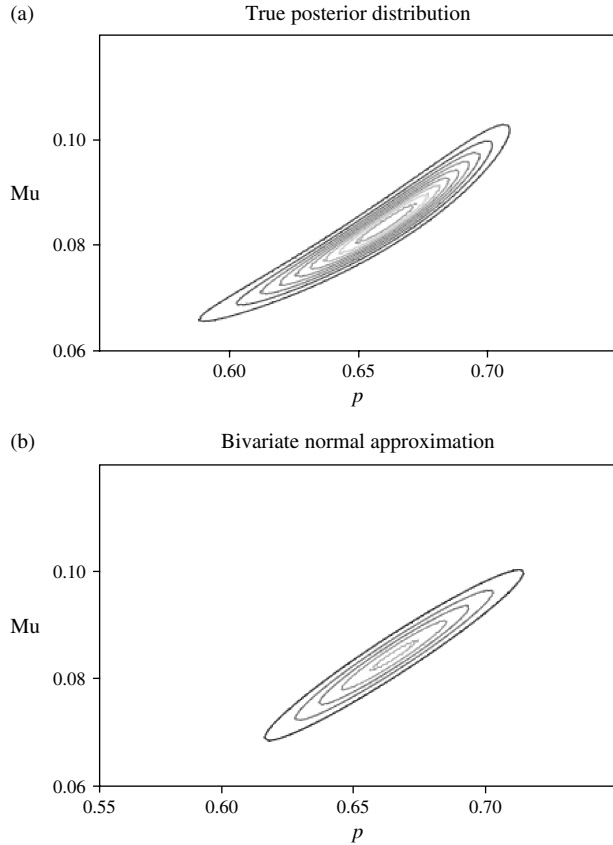 (a)
True posterior distribution
0.10
Mu
0.08
0.06
0.60 0.65 0.70
p
(b)
Bivariate normal approximation
0.10
Mu
0.08
0.06
0.55 0.60 0.65 0.70
p